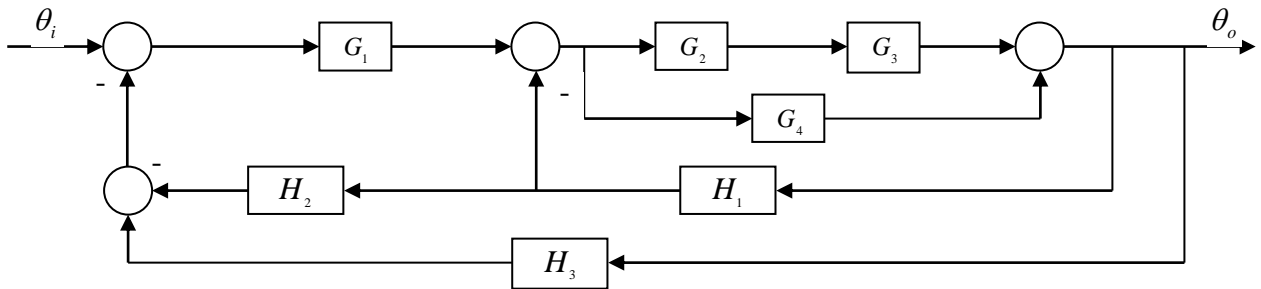 θi θo
G1 G2 G3
-
-
G4
-
H2 H1
H3